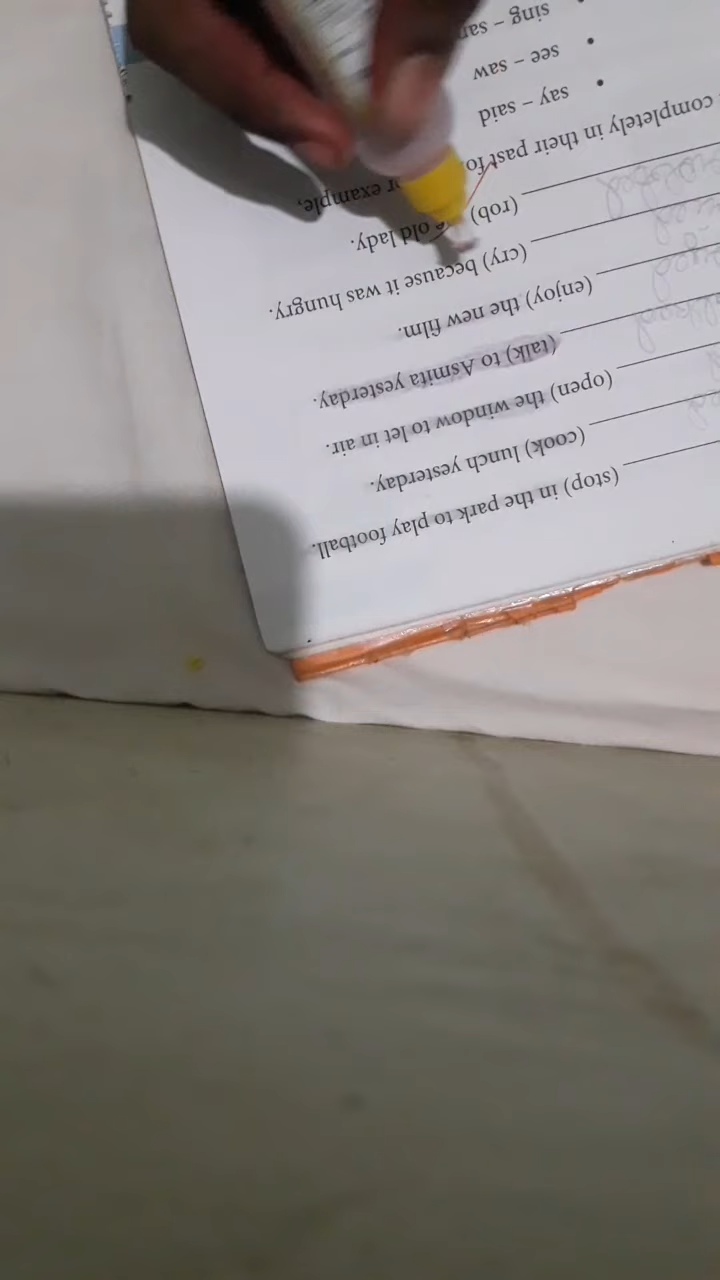 (stop) in the park to play football.
(cook) lunch yesterday.
(open) the window to let in air.
(talk) to Asmita yesterday.
(enjoy) the new film.
(cry) because it was hungry.
(rob) old lady.
completely in their past example,
• say – said
• see – saw
• sing –